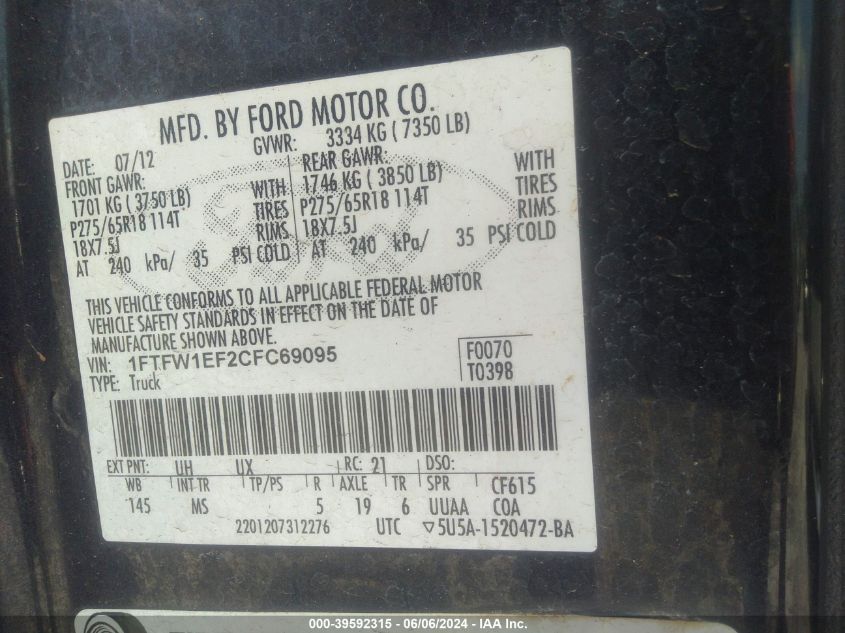 MFD. BY FORD MOTOR CO.
DATE: 07/12 GVWR: 3334 KG ( 7350 LB)
FRONT GAWR: REAR GAWR: WITH
1701 KG ( 3750 LB) WITH 1746 KG ( 3850 LB) TIRES
P275/65R18 114T TIRES P275/65R18 114T RIMS
18X7.5J RIMS 18X7.5J
AT 240 kPa/ 35 PSI COLD AT 240 kPa/ 35 PSI COLD
THIS VEHICLE CONFORMS TO ALL APPLICABLE FEDERAL MOTOR
VEHICLE SAFETY STANDARDS IN EFFECT ON THE DATE OF
MANUFACTURE SHOWN ABOVE.
VIN: 1FTFW1EF2CFC69095 F0070
TYPE: Truck T0398
EXT PNT: UH UX RC: 21 DSO:
WB INT TR TP/PS R AXLE TR SPR CF615
145 MS 5 19 6 UUAA COA
2201207312276 UTC ▽5U5A-1520472-BA
000-39592315 - 06/06/2024 - IAA Inc.